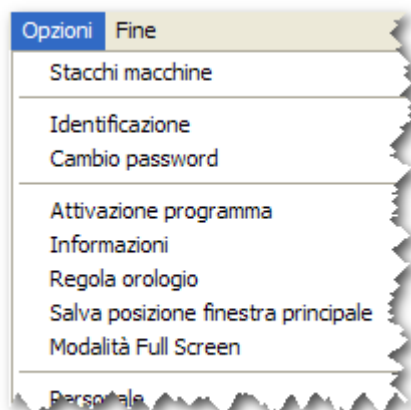 Opzioni Fine
Stacchi macchine
Identificazione
Cambio password
Attivazione programma
Informazioni
Regola orologio
Salva posizione finestra principale
Modalità Full Screen
Personale